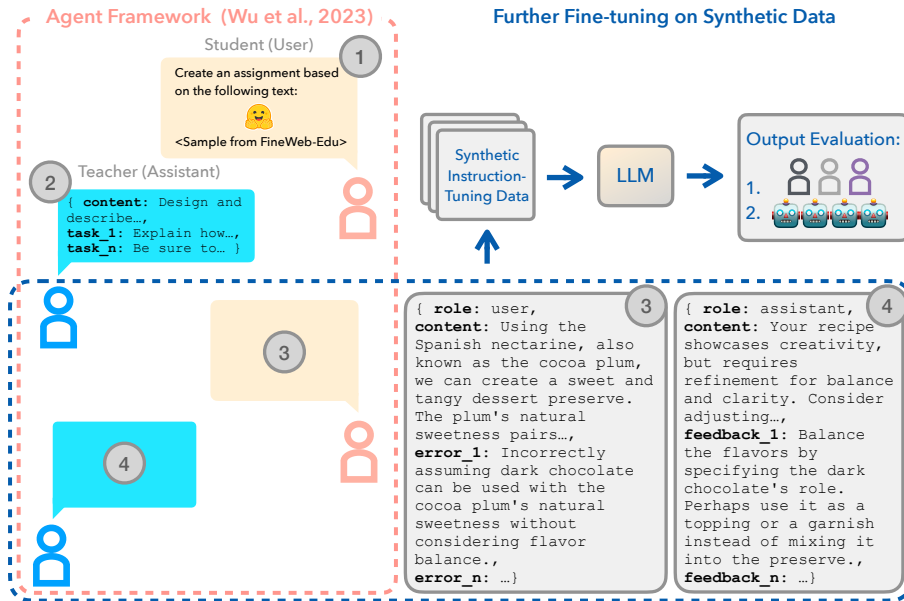 Agent Framework (Wu et al., 2023)
Student (User)
1
Create an assignment based
on the following text:
<Sample from FineWeb-Edu>
2
Teacher (Assistant)
{ content: Design and
describe…,
task_1: Explain how…,
task_n: Be sure to… }
3
4
Further Fine-tuning on Synthetic Data
Synthetic
Instruction-
Tuning Data
LLM
Output Evaluation:
1.
2.
3
{ role: user,
content: Using the
Spanish nectarine, also
known as the cocoa plum,
we can create a sweet and
tangy dessert preserve.
The plum's natural
sweetness pairs…,
error_1: Incorrectly
assuming dark chocolate
can be used with the
cocoa plum's natural
sweetness without
considering flavor
balance.,
error_n: …}
4
{ role: assistant,
content: Your recipe
showcases creativity,
but requires
refinement for balance
and clarity. Consider
adjusting…,
feedback_1: Balance
the flavors by
specifying the dark
chocolate's role.
Perhaps use it as a
topping or a garnish
instead of mixing it
into the preserve.,
feedback_n: …}